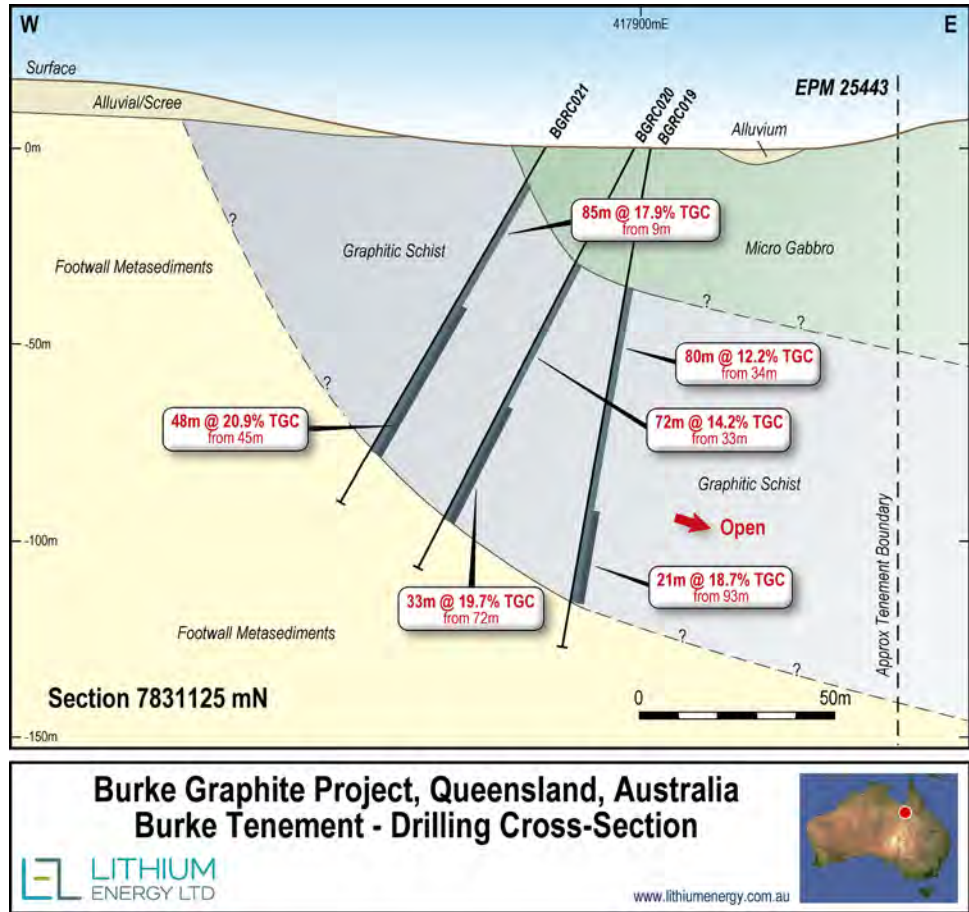 W
417900mE
E
Surface
EPM 25443
Alluvial/Scree
BGRC021
BGRC020
BGRC019
Alluvium
0m
85m @ 17.9% TGC
from 9m
?
Graphitic Schist
Micro Gabbro
Footwall Metasediments
?
?
-50m
80m @ 12.2% TGC
from 34m
?
48m @ 20.9% TGC
from 45m
72m @ 14.2% TGC
from 33m
Graphitic Schist
Open
-100m
21m @ 18.7% TGC
from 93m
33m @ 19.7% TGC
from 72m
Approx Tenement Boundary
Footwall Metasediments
?
?
Section 7831125 mN
0
50m
-150m
Burke Graphite Project, Queensland, Australia
Burke Tenement - Drilling Cross-Section
LITHIUM
ENERGY LTD
www.lithiumenergy.com.au